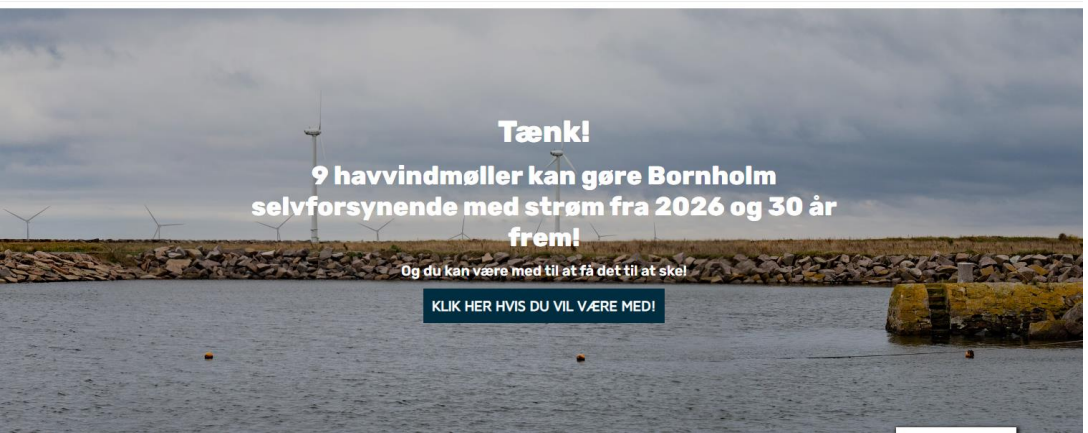 Tænk!
9 havvindmøller kan gøre Bornholm
selvforsynende med strøm fra 2026 og 30 år
frem!
Og du kan være med til at få det til at ske!
KLIK HER HVIS DU VIL VÆRE MED!